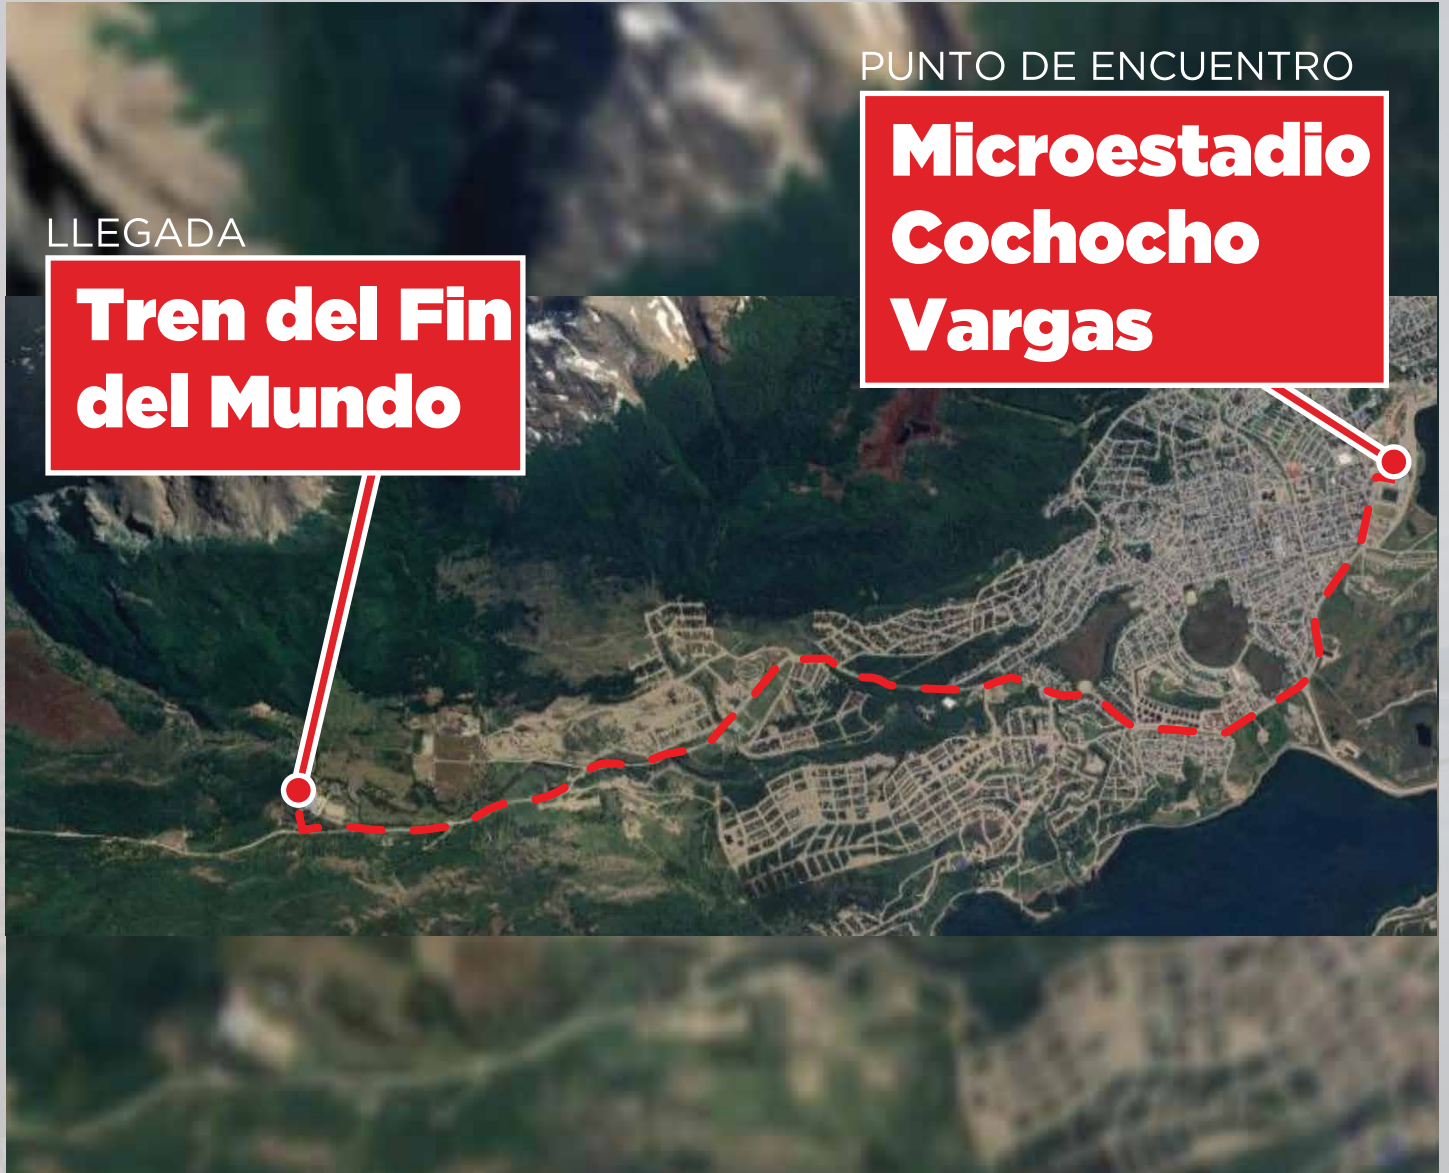 PUNTO DE ENCUENTRO
Microestadio
Cochocho
Vargas
LLEGADA
Tren del Fin
del Mundo